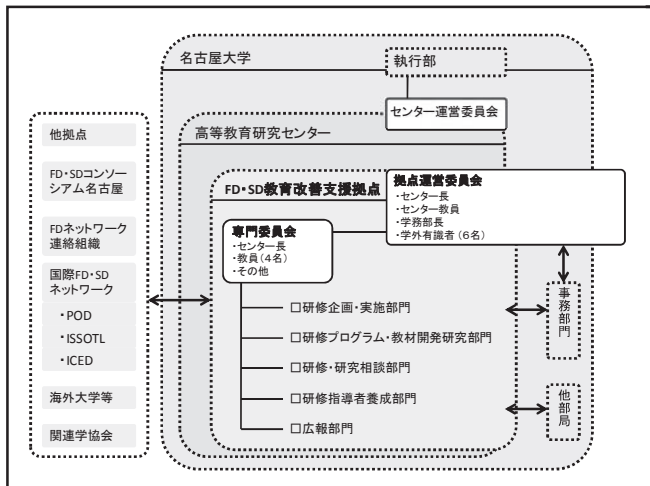 名古屋大学
執行部
センター運営委員会
高等教育研究センター
他拠点
FD・SDコンソー
シアム名古屋
FDネットワーク
連絡組織
国際FD・SD
ネットワーク
・POD
・ISSOTL
・ICED
海外大学等
関連学協会
FD・SD教育改善支援拠点
拠点運営委員会
・センター長
・センター教員
・学務部長
・学外有識者(6名)
専門委員会
・センター長
・教員(4名)
・その他
□研修企画・実施部門
□研修プログラム・教材開発研究部門
□研修・研究相談部門
□研修指導者養成部門
□広報部門
事務部門
他部局